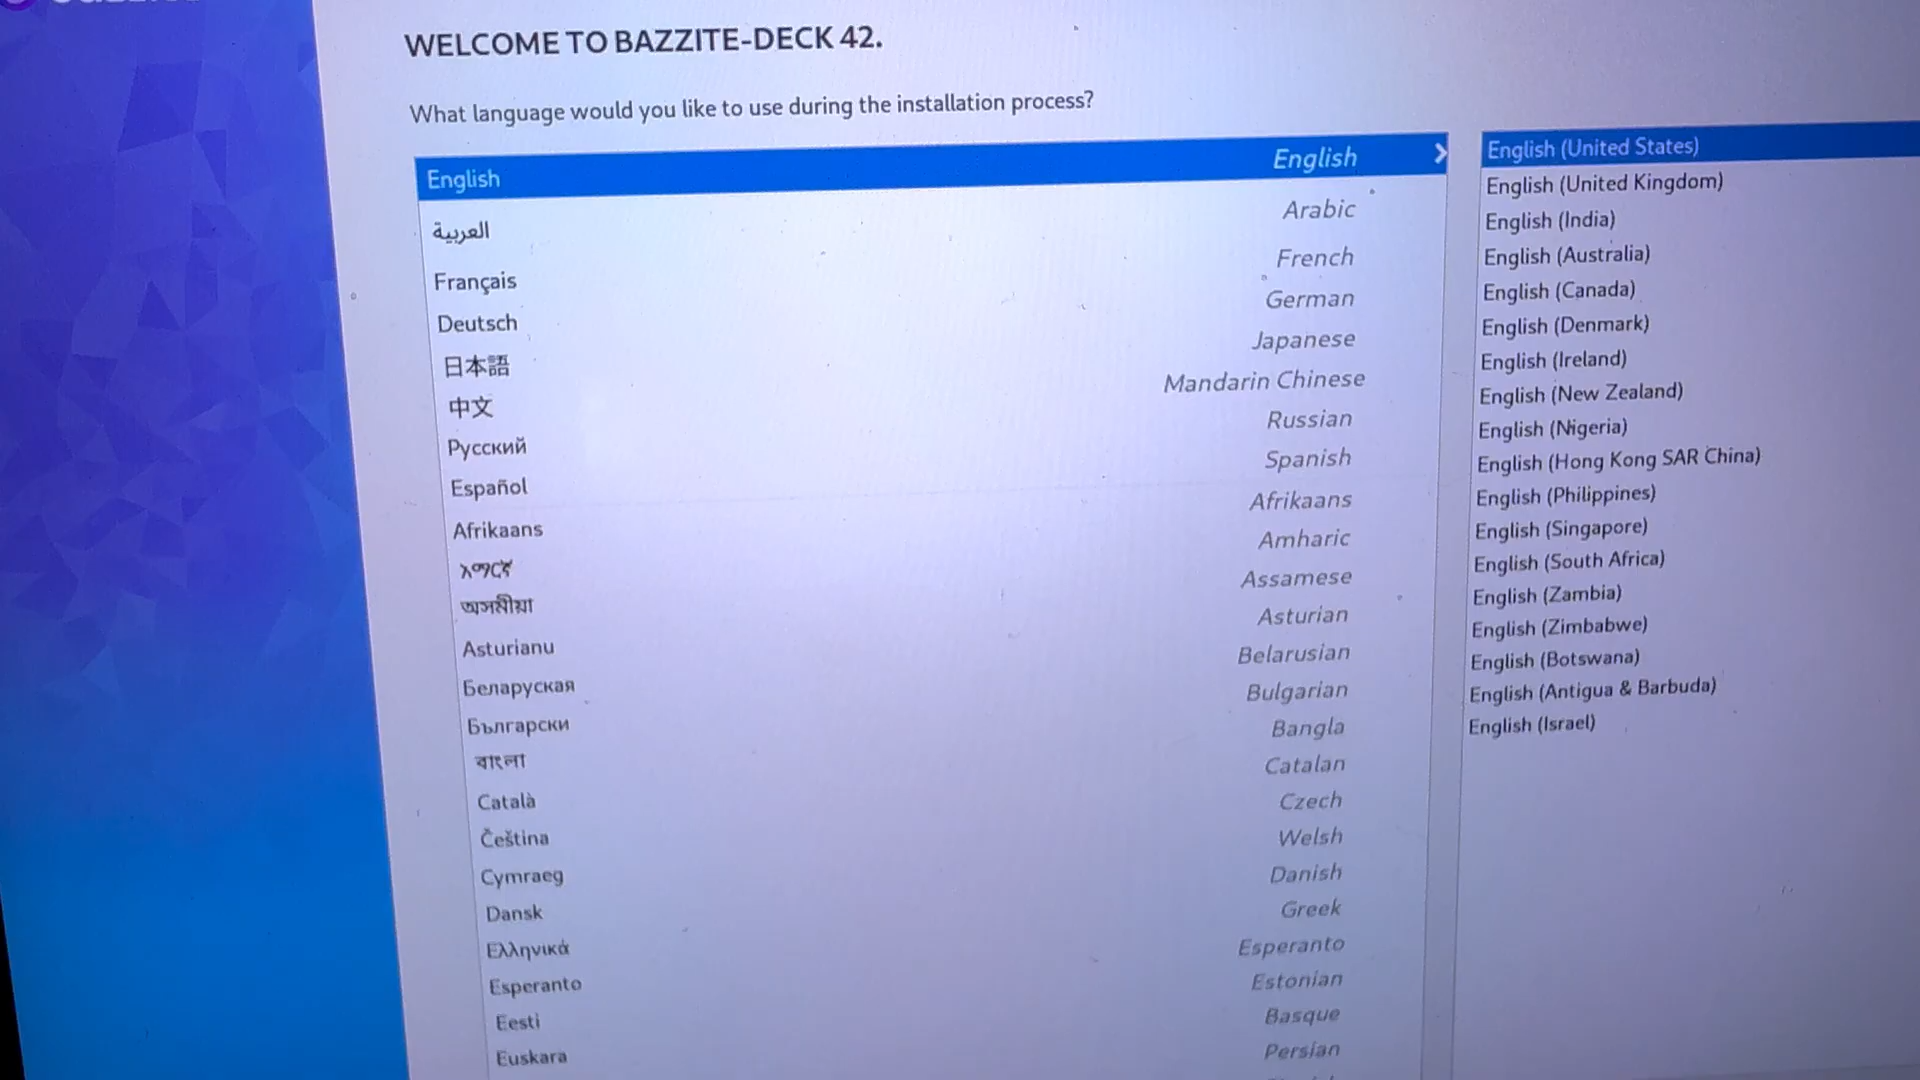 WELCOME TO BAZZITE-DECK 42.
What language would you like to use during the installation process?
English English
العربية Arabic
Français French
Deutsch German
日本語 Japanese
中文 Mandarin Chinese
Русский Russian
Español Spanish
Afrikaans Afrikaans
አማርኛ Amharic
অসমীয়া Assamese
Asturianu Asturian
Беларуская Belarusian
Български Bulgarian
বাংলা Bangla
Català Catalan
Čeština Czech
Cymraeg Welsh
Dansk Danish
Ελληνικά Greek
Esperanto Esperanto
Eesti Estonian
Euskara Basque
Persian
English (United States)
English (United Kingdom)
English (India)
English (Australia)
English (Canada)
English (Denmark)
English (Ireland)
English (New Zealand)
English (Nigeria)
English (Hong Kong SAR China)
English (Philippines)
English (Singapore)
English (South Africa)
English (Zambia)
English (Zimbabwe)
English (Botswana)
English (Antigua & Barbuda)
English (Israel)